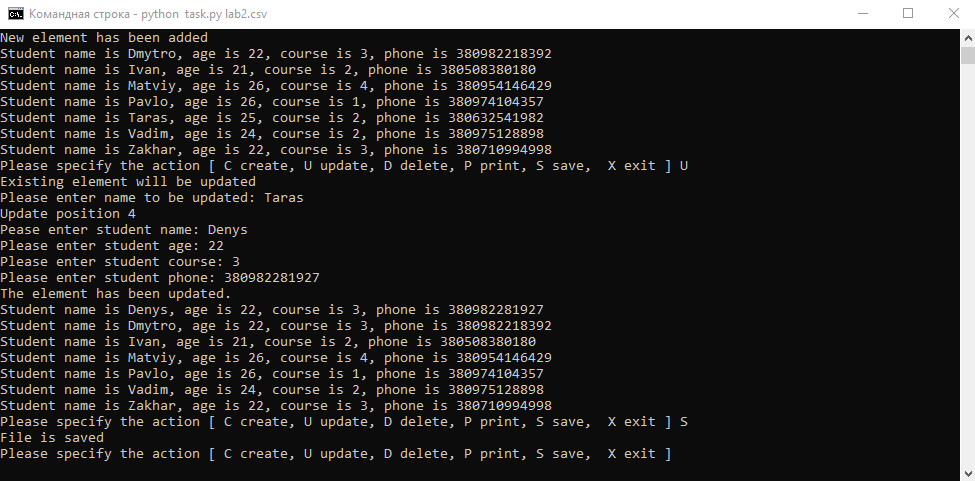 Командная строка - python  task.py lab2.csv
New element has been added
Student name is Dmytro, age is 22, course is 3, phone is 380982218392
Student name is Ivan, age is 21, course is 2, phone is 380508380180
Student name is Matviy, age is 26, course is 4, phone is 380954146429
Student name is Pavlo, age is 26, course is 1, phone is 380974104357
Student name is Taras, age is 25, course is 2, phone is 380632541982
Student name is Vadim, age is 24, course is 2, phone is 380975128898
Student name is Zakhar, age is 22, course is 3, phone is 380710994998
Please specify the action [ C create, U update, D delete, P print, S save,  X exit ] U
Existing element will be updated
Please enter name to be updated: Taras
Update position 4
Pease enter student name: Denys
Please enter student age: 22
Please enter student course: 3
Please enter student phone: 380982281927
The element has been updated.
Student name is Denys, age is 22, course is 3, phone is 380982281927
Student name is Dmytro, age is 22, course is 3, phone is 380982218392
Student name is Ivan, age is 21, course is 2, phone is 380508380180
Student name is Matviy, age is 26, course is 4, phone is 380954146429
Student name is Pavlo, age is 26, course is 1, phone is 380974104357
Student name is Vadim, age is 24, course is 2, phone is 380975128898
Student name is Zakhar, age is 22, course is 3, phone is 380710994998
Please specify the action [ C create, U update, D delete, P print, S save,  X exit ] S
File is saved
Please specify the action [ C create, U update, D delete, P print, S save,  X exit ]